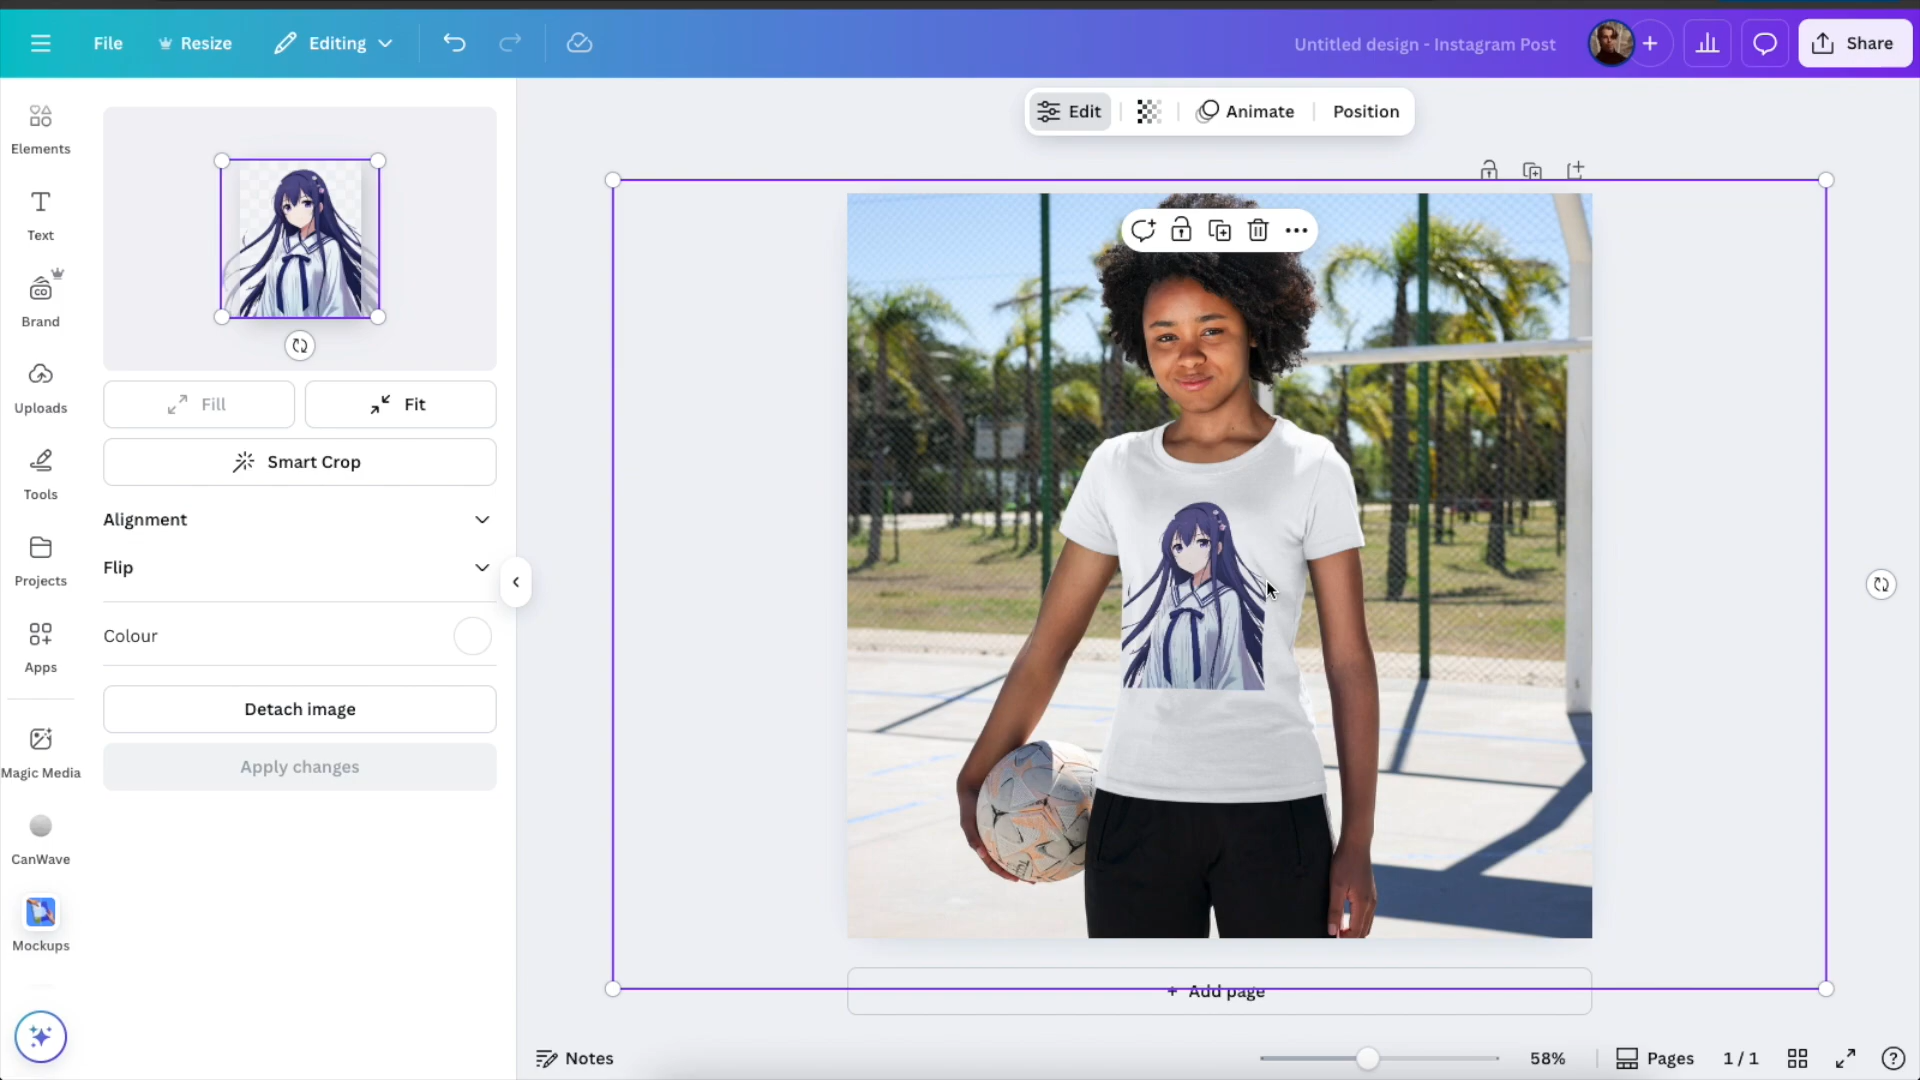 File
Resize
Editing
Untitled design - Instagram Post
Share
Elements
Text
Brand
Uploads
Tools
Projects
Apps
Magic Media
CanWave
Mockups
Fill
Fit
Smart Crop
Alignment
Flip
Colour
Detach image
Apply changes
Edit
Animate
Position
+ Add page
Notes
58%
Pages
1 / 1